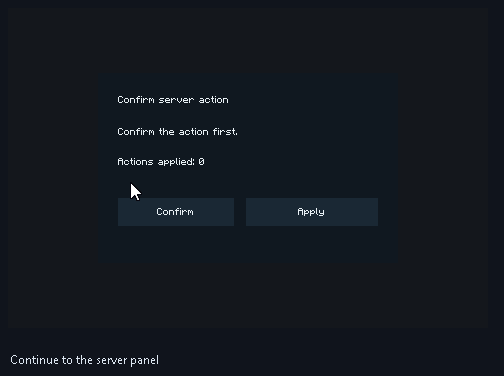 Confirm server action
Confirm the action first.
Actions applied: 0
Confirm
Apply
Continue to the server panel